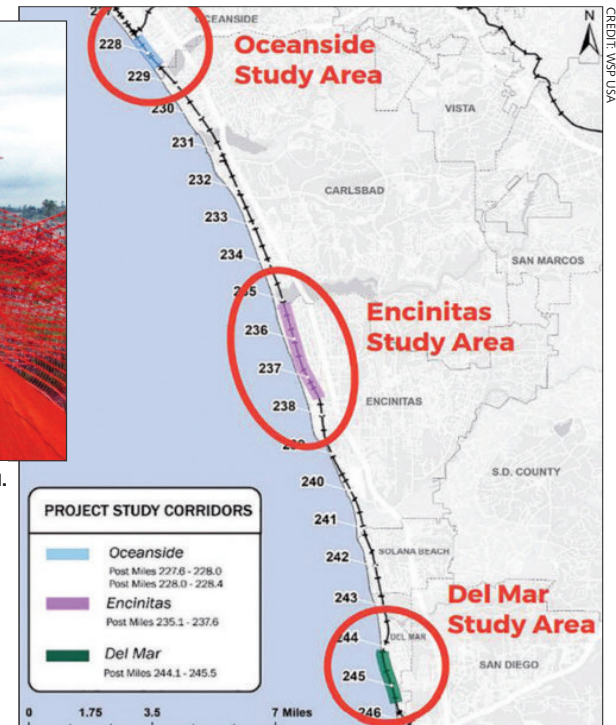 CREDIT: WSP USA
N
OCEANSIDE
Oceanside
Study Area
228
229
230
VISTA
231
CARLSBAD
232
233
SAN MARCOS
234
235
Encinitas
Study Area
236
237
ENCINITAS
238
239
S.D. COUNTY
240
241
SOLANA BEACH
242
243
Del Mar
Study Area
244
DEL MAR
SAN DIEGO
245
246
PROJECT STUDY CORRIDORS
Oceanside
Post Miles 227.6 - 228.0
Post Miles 228.0 - 228.4
Encinitas
Post Miles 235.1 - 237.6
Del Mar
Post Miles 244.1 - 245.5
0 1.75 3.5 7 Miles